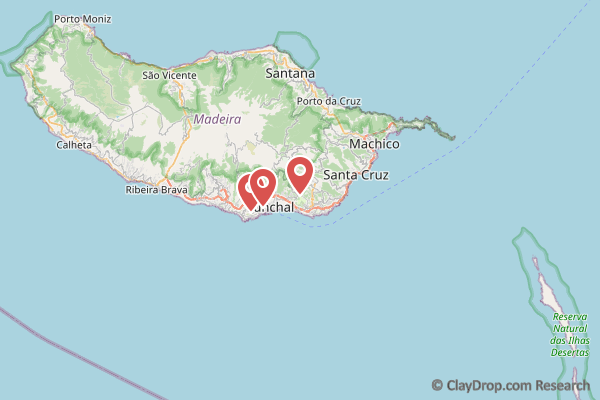 Porto Moniz
São Vicente
Santana
Porto da Cruz
Madeira
Machico
Calheta
Ribeira Brava
Santa Cruz
unchal
Reserva
Natural
das Ilhas
Desertas
© ClayDrop.com Research